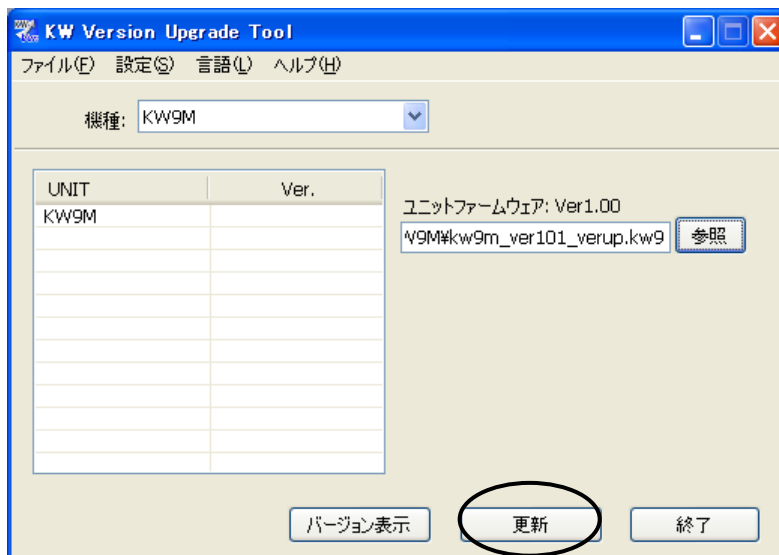 KW Version Upgrade Tool
ファイル(F) 設定(S) 言語(L) ヘルプ(H)
機種: KW9M
UNIT Ver.
KW9M
ユニットファームウェア: Ver1.00
V9M¥kw9m_ver101_verup.kw9 参照
バージョン表示 更新 終了